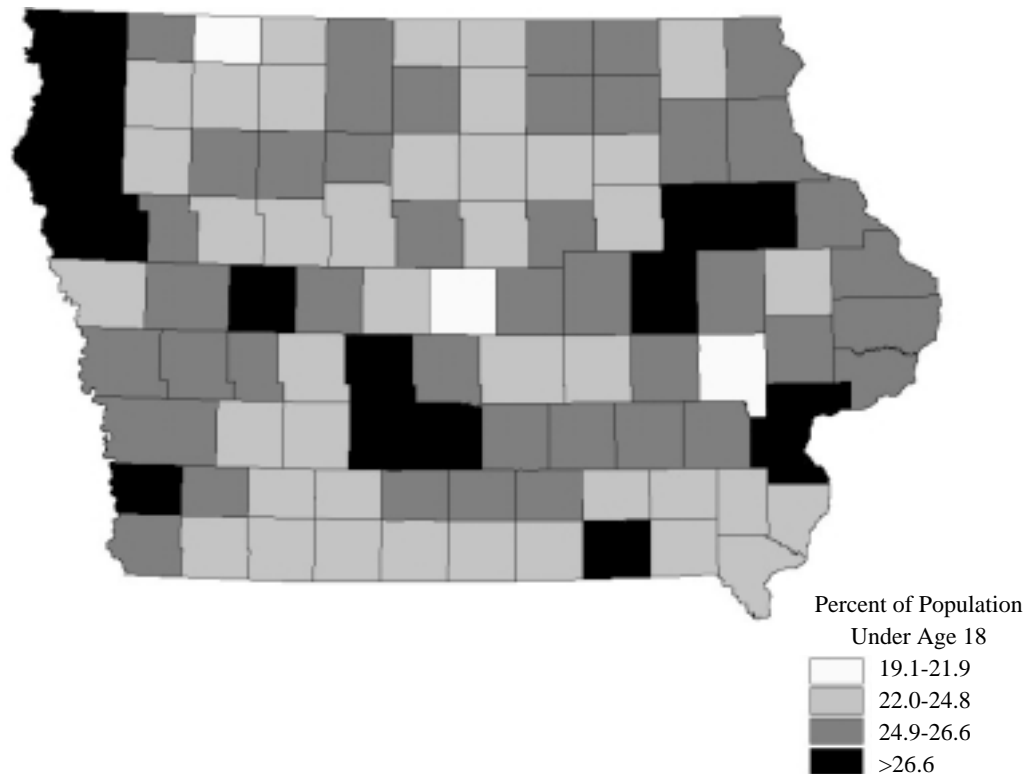 Percent of Population
Under Age 18
19.1-21.9
22.0-24.8
24.9-26.6
>26.6